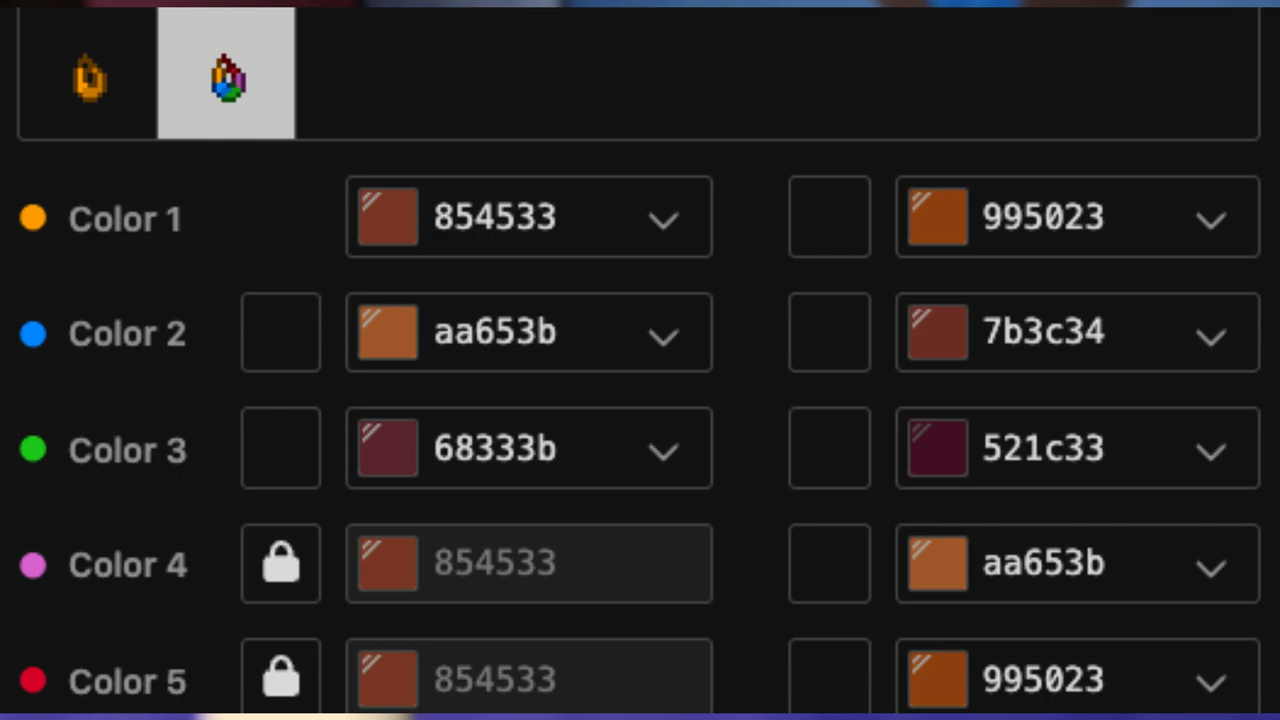 Color 1 854533 995023
Color 2 aa653b 7b3c34
Color 3 68333b 521c33
Color 4 854533 aa653b
Color 5 854533 995023